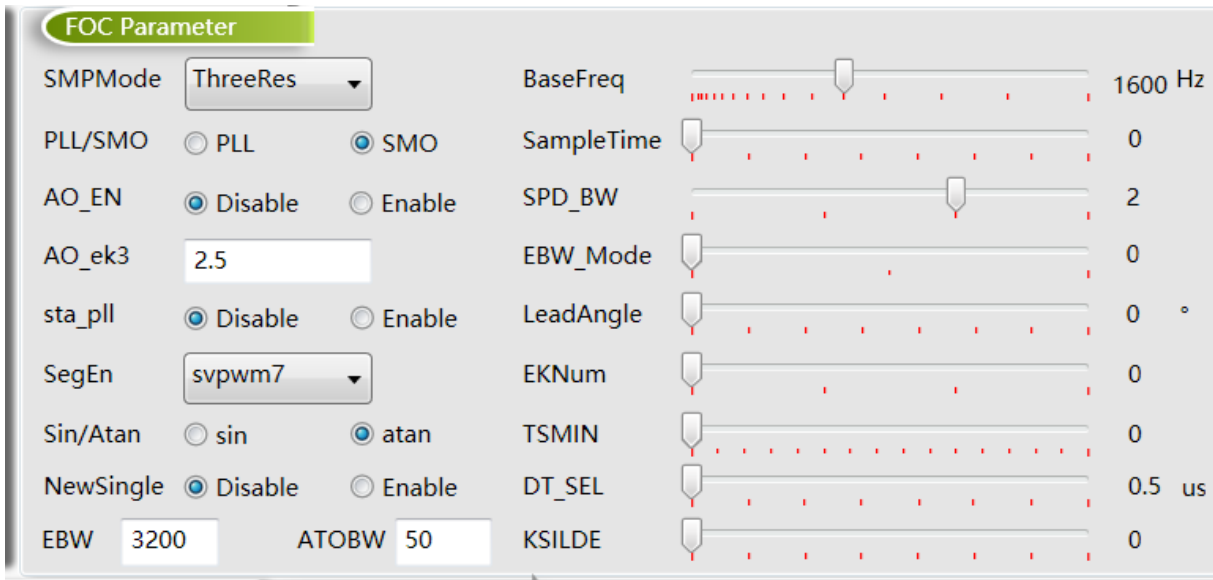 FOC Parameter
SMPMode ThreeRes BaseFreq 1600 Hz
PLL/SMO PLL SMO SampleTime 0
AO_EN Disable Enable SPD_BW 2
AO_ek3 2.5 EBW_Mode 0
sta_pll Disable Enable LeadAngle 0 °
SegEn svpwm7 EKNum 0
Sin/Atan sin atan TSMIN 0
NewSingle Disable Enable DT_SEL 0.5 us
EBW 3200 ATOBW 50 KSILDE 0